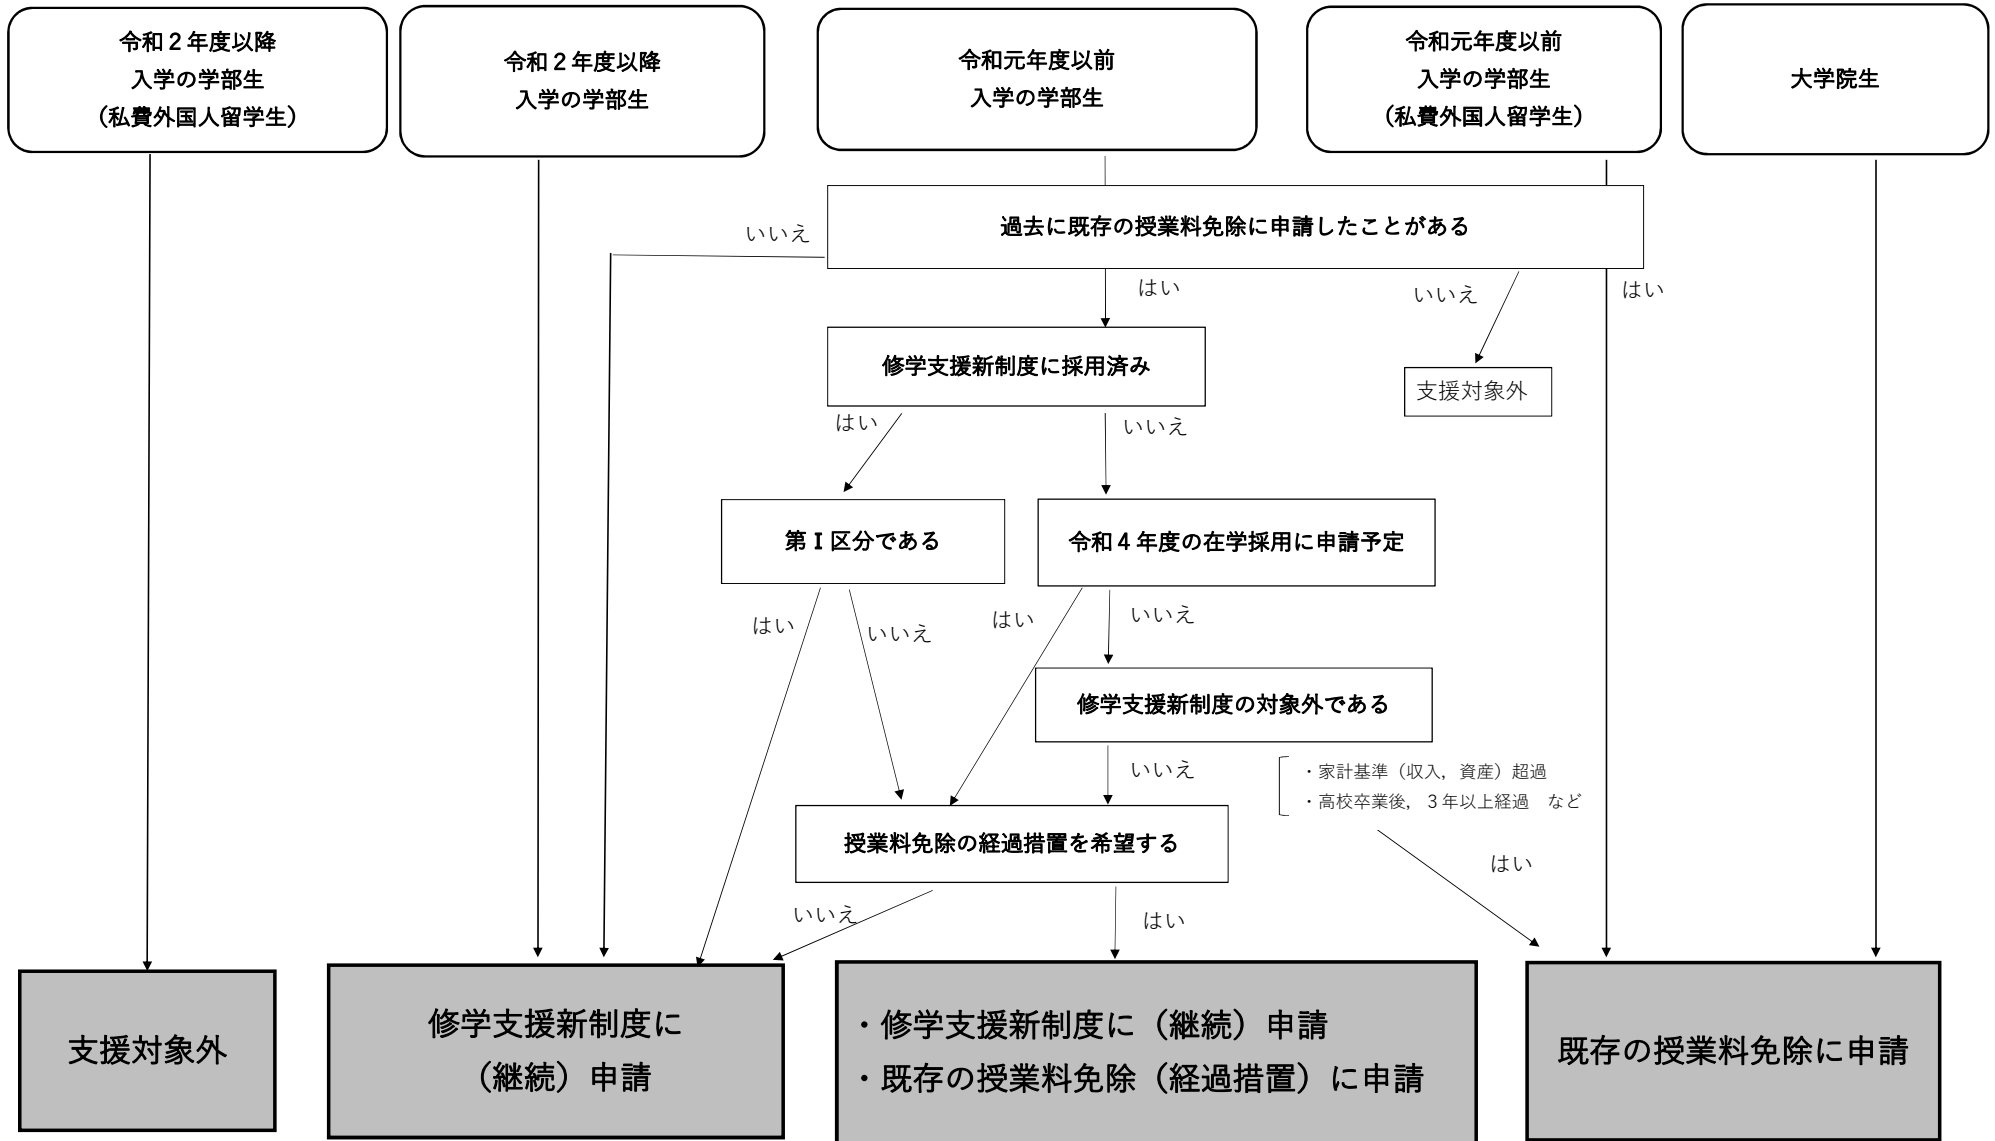 令和２年度以降
入学の学部生
（私費外国人留学生）
令和２年度以降
入学の学部生
令和元年度以前
入学の学部生
令和元年度以前
入学の学部生
（私費外国人留学生）
大学院生
過去に既存の授業料免除に申請したことがある
いいえ
はい
いいえ
はい
修学支援新制度に採用済み
支援対象外
はい
いいえ
第Ⅰ区分である
令和４年度の在学採用に申請予定
はい
いいえ
はい
いいえ
修学支援新制度の対象外である
いいえ
・家計基準（収入，資産）超過
・高校卒業後，３年以上経過　など
授業料免除の経過措置を希望する
はい
いいえ
はい
支援対象外
修学支援新制度に
（継続）申請
・修学支援新制度に（継続）申請
・既存の授業料免除（経過措置）に申請
既存の授業料免除に申請